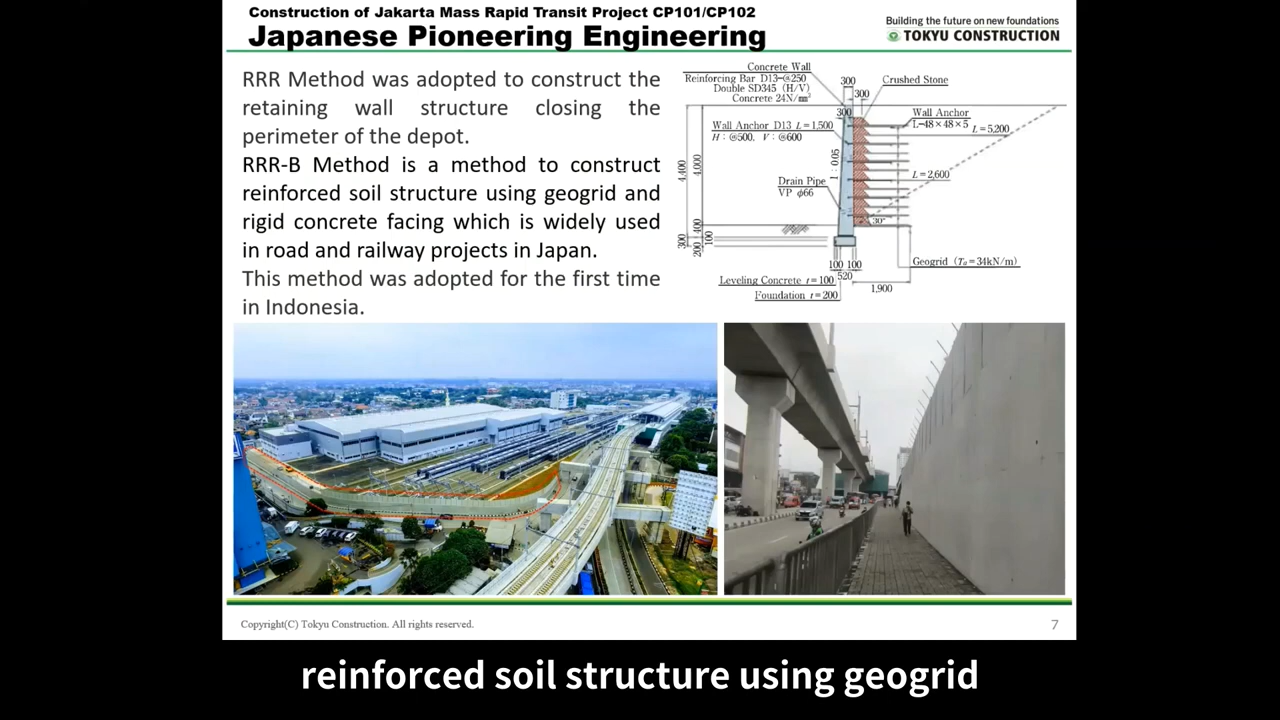 Construction of Jakarta Mass Rapid Transit Project CP101/CP102
Japanese Pioneering Engineering
Building the future on new foundations
TOKYU CONSTRUCTION
RRR Method was adopted to construct the
retaining wall structure closing the
perimeter of the depot.
RRR-B Method is a method to construct
reinforced soil structure using geogrid and
rigid concrete facing which is widely used
in road and railway projects in Japan.
This method was adopted for the first time
in Indonesia.
Concrete Wall
Reinforcing Bar D13-@250
Double SD345 (H/V)
Concrete 24N/mm²
300
300
300
Crushed Stone
Wall Anchor
L-48×48×5
L=5,200
Wall Anchor D13 L=1,500
H：@500, V：@600
4,400
4,000
1：0.05
L=2,600
Drain Pipe
VP φ66
30°
400
300
200
100
100 100
520
Geogrid (Tₐ=34kN/m)
Leveling Concrete t=100
1,900
Foundation t=200
Copyright(C) Tokyu Construction. All rights reserved.
7
reinforced soil structure using geogrid